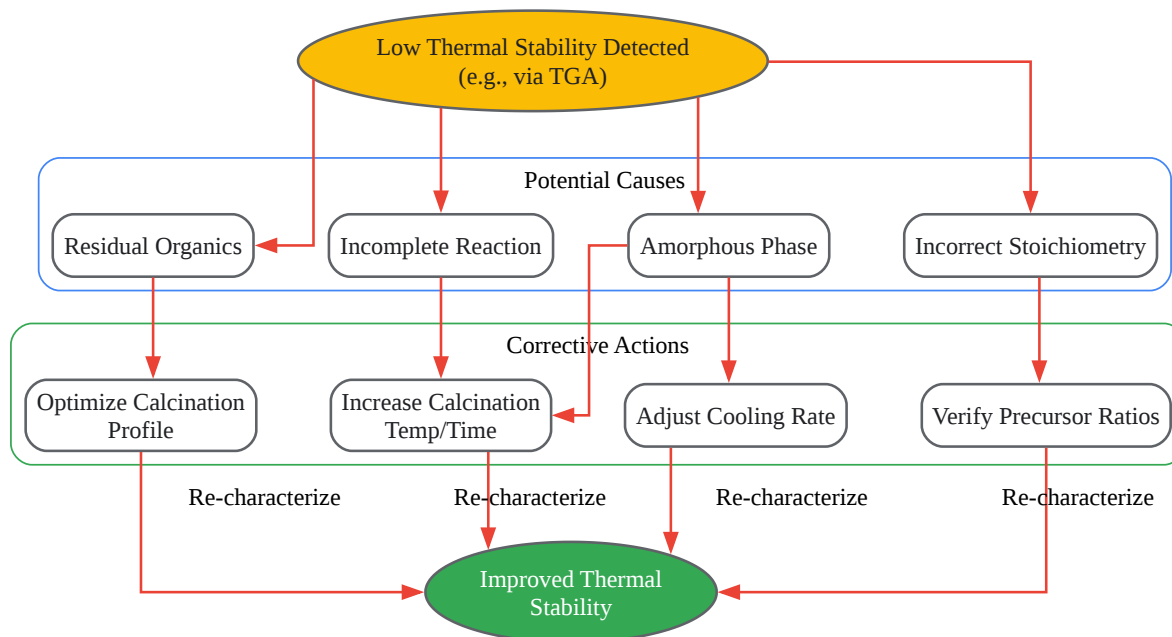 Low Thermal Stability Detected
(e.g., via TGA)
Potential Causes
Residual Organics
Incomplete Reaction
Amorphous Phase
Incorrect Stoichiometry
Corrective Actions
Optimize Calcination
Profile
Increase Calcination
Temp/Time
Adjust Cooling Rate
Verify Precursor Ratios
Re-characterize
Re-characterize
Re-characterize
Re-characterize
Improved Thermal
Stability